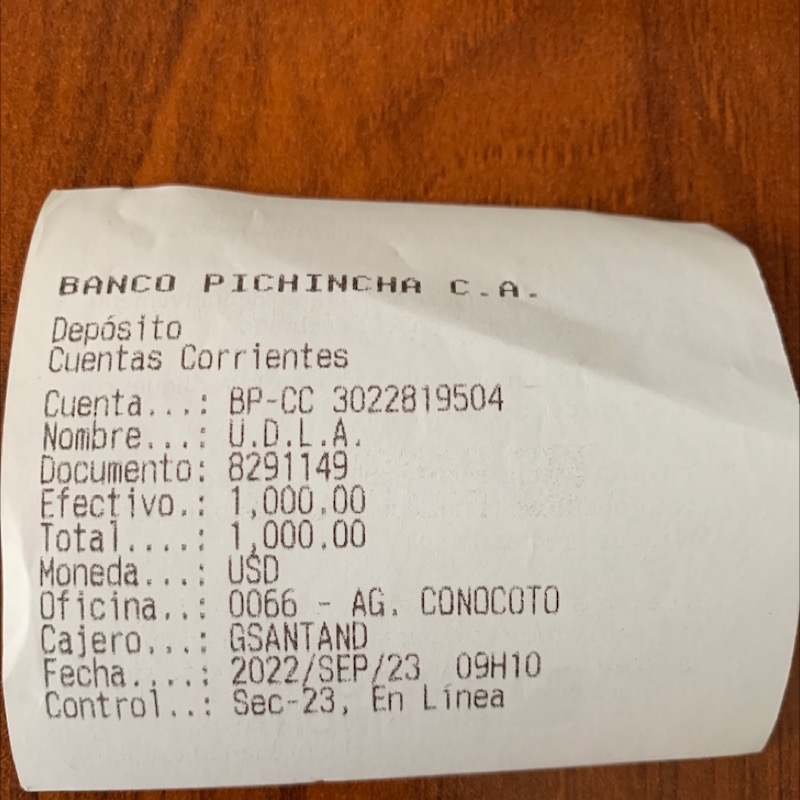 BANCO PICHINCHA C.A.
Depósito
Cuentas Corrientes
Cuenta...: BP-CC 3022819504
Nombre...: U.D.L.A.
Documento: 8291149
Efectivo.: 1,000.00
Total....: 1,000.00
Moneda...: USD
Oficina..: 0066 - AG. CONOCOTO
Cajero...: GSANTAND
Fecha....: 2022/SEP/23 09H10
Control..: Sec-23, En Línea